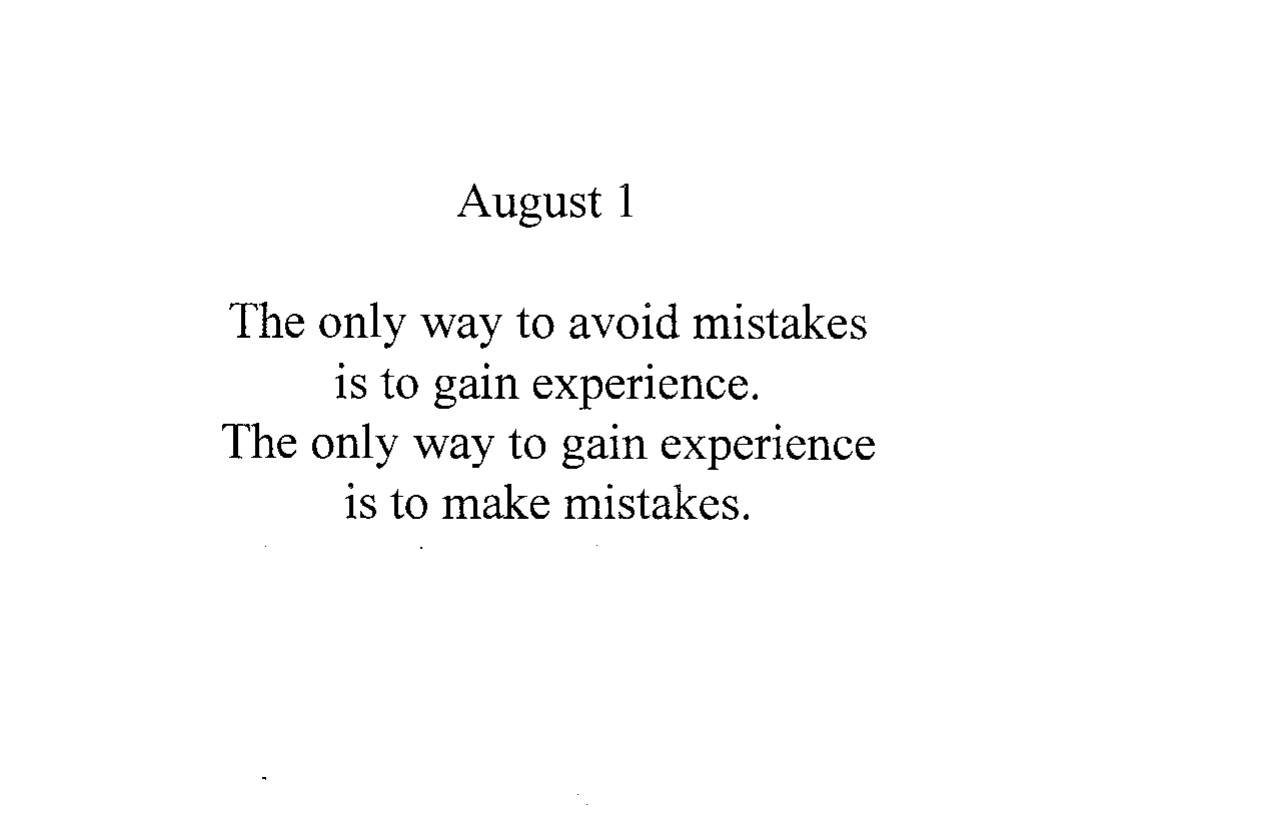 August 1
The only way to avoid mistakes
is to gain experience.
The only way to gain experience
is to make mistakes.